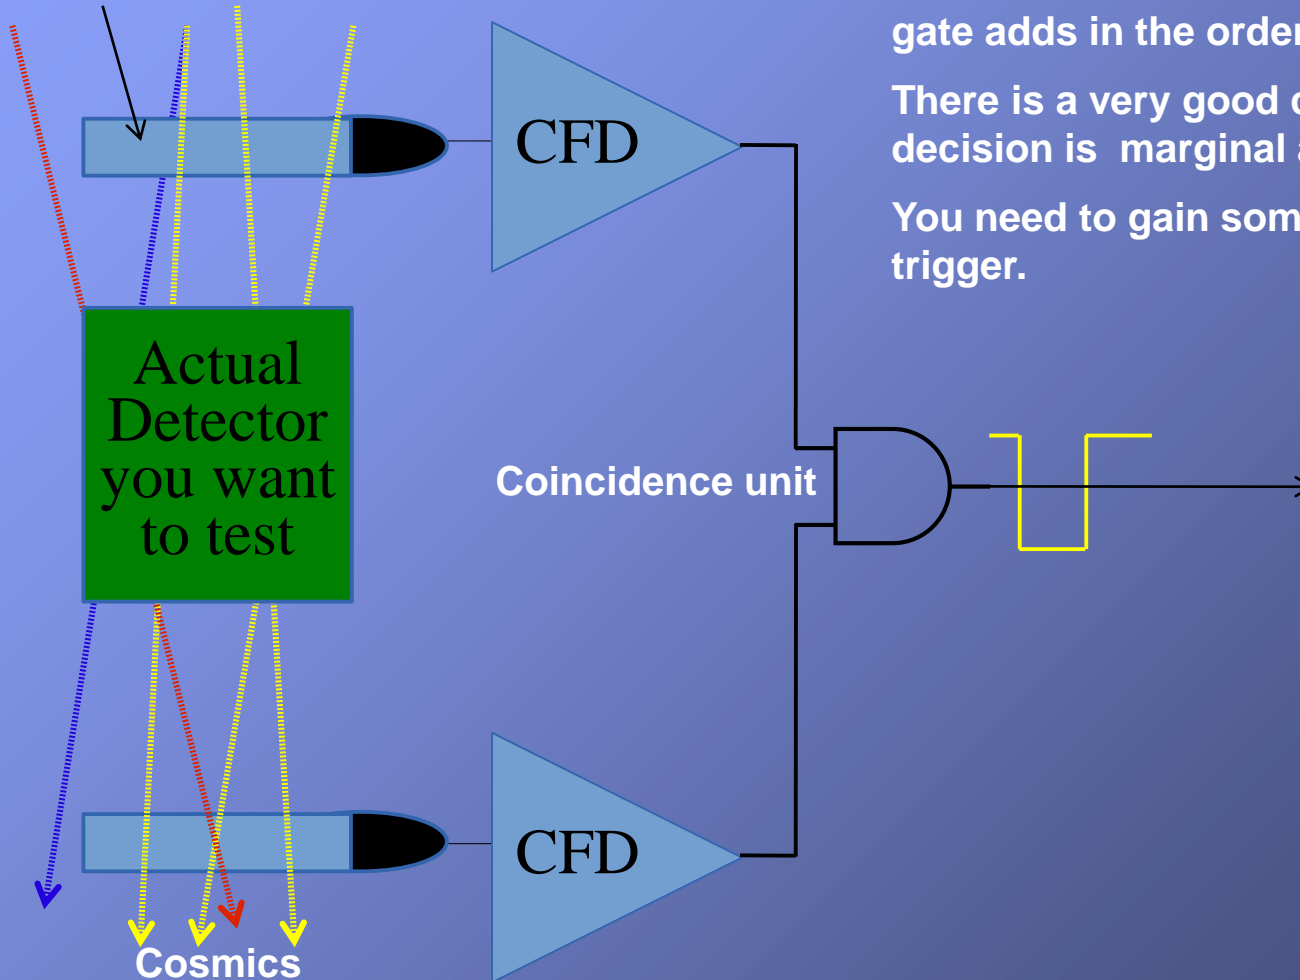 gate adds in the order
There is a very good
decision is marginal
You need to gain som
trigger.
CFD
Actual
Detector
you want
to test
Coincidence unit
CFD
Cosmics